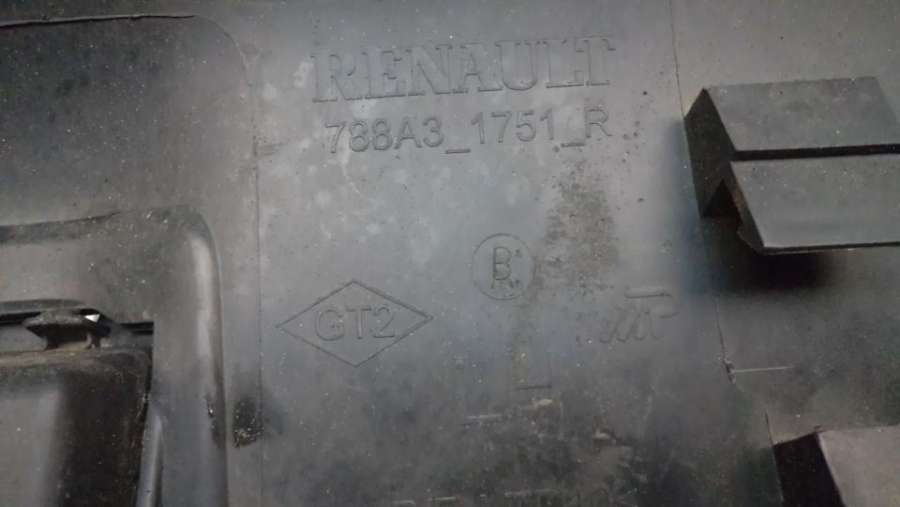 RENAULT
788A3_1751_R
B
GT2